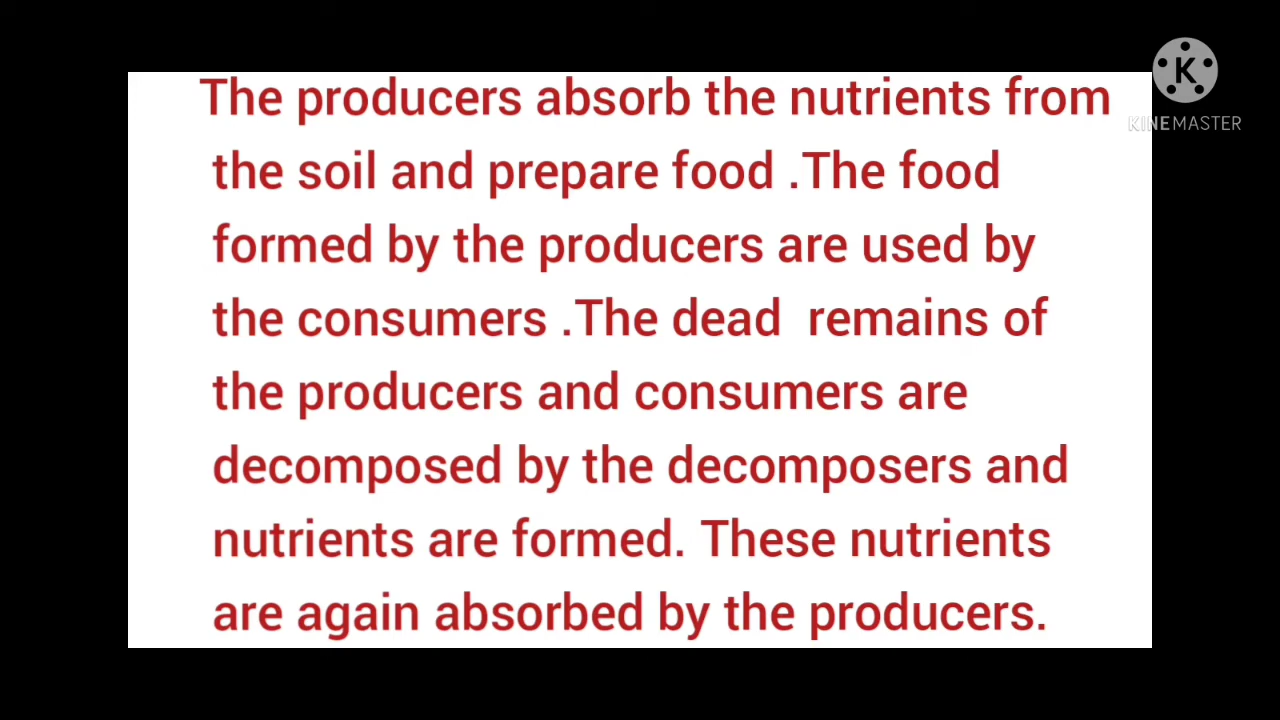 The producers absorb the nutrients from
the soil and prepare food .The food
formed by the producers are used by
the consumers .The dead  remains of
the producers and consumers are
decomposed by the decomposers and
nutrients are formed. These nutrients
are again absorbed by the producers.
K
KINEMASTER